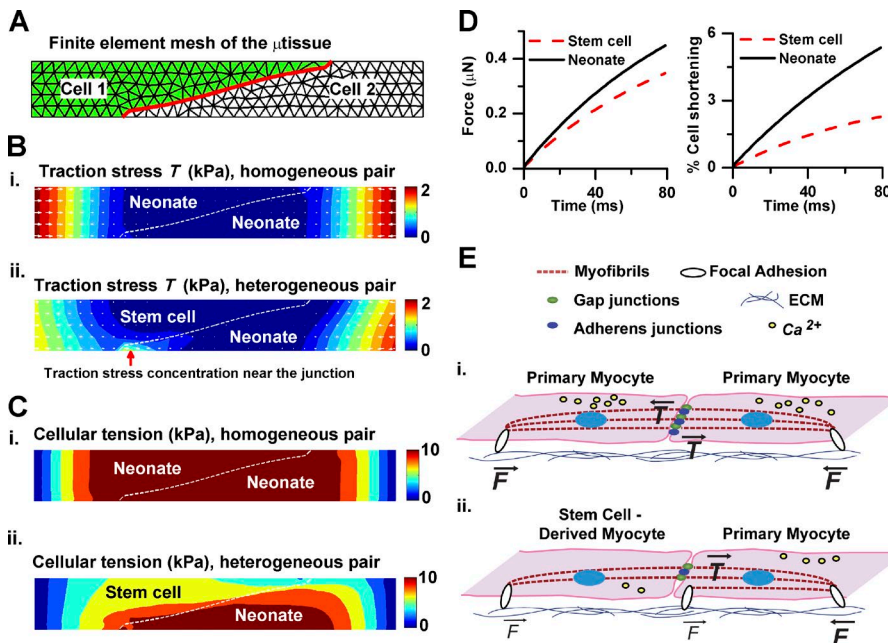 A
Finite element mesh of the μtissue
Cell 1
Cell 2
B
i.
Traction stress T (kPa), homogeneous pair
Neonate
Neonate
2
0
ii.
Traction stress T (kPa), heterogeneous pair
Stem cell
Neonate
2
0
Traction stress concentration near the junction
C
i.
Cellular tension (kPa), homogeneous pair
Neonate
Neonate
10
0
ii.
Cellular tension (kPa), heterogeneous pair
Stem cell
Neonate
10
0
D
Force (μN)
0.4
0.2
0.0
Stem cell
Neonate
0
40
80
Time (ms)
% Cell shortening
6
3
0
Stem cell
Neonate
0
40
80
Time (ms)
E
Myofibrils
Focal Adhesion
Gap junctions
ECM
Adherens junctions
Ca 2+
i.
Primary Myocyte
Primary Myocyte
T
T
F
F
ii.
Stem Cell -
Derived Myocyte
Primary Myocyte
T
F
F
F